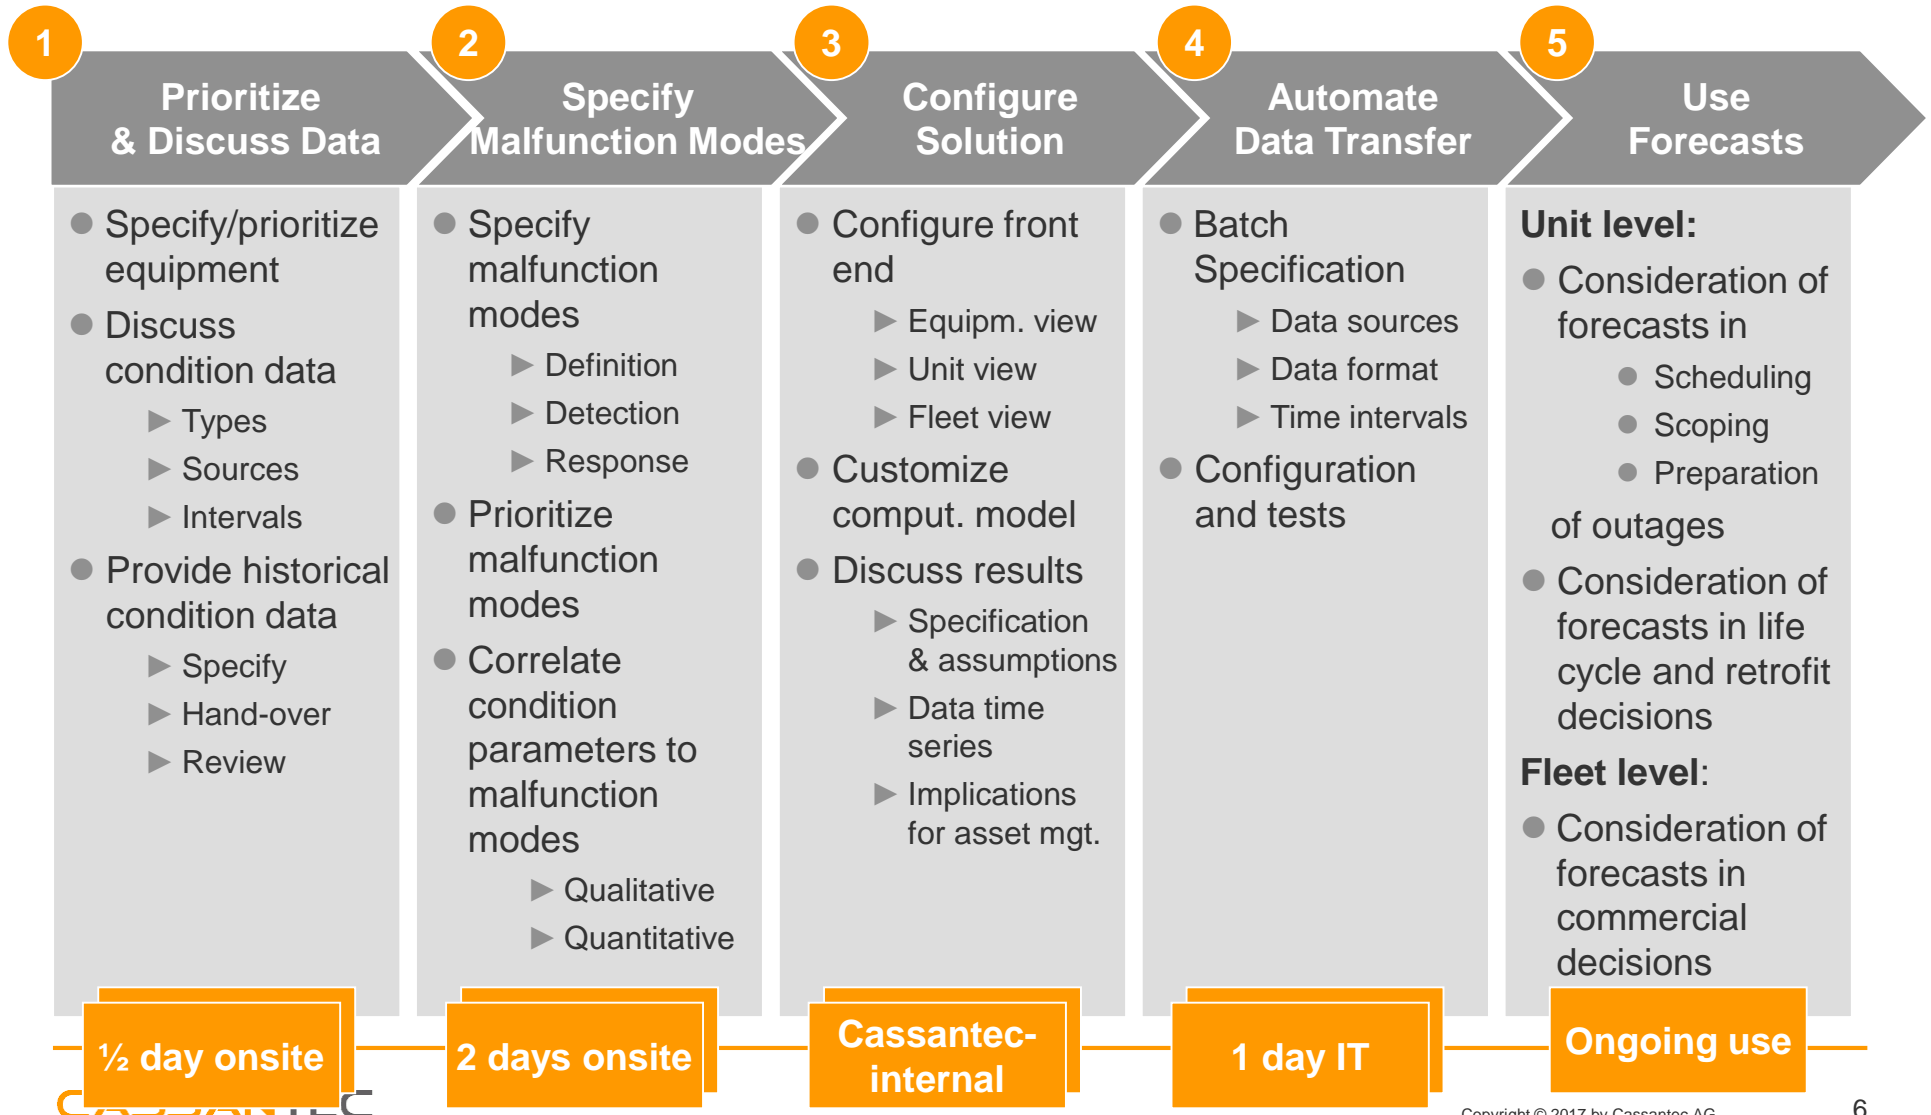 1
Prioritize
& Discuss Data
Specify/prioritize
equipment
Discuss
condition data
Types
Sources
Intervals
Provide historical
condition data
Specify
Hand-over
Review
½ day onsite
2
Specify
Malfunction Modes
Specify
malfunction
modes
Definition
Detection
Response
Prioritize
malfunction
modes
Correlate
condition
parameters to
malfunction
modes
Qualitative
Quantitative
2 days onsite
3
Configure
Solution
Configure front
end
Equipm. view
Unit view
Fleet view
Customize
comput. model
Discuss results
Specification
& assumptions
Data time
series
Implications
for asset mgt.
Cassantec-
internal
4
Automate
Data Transfer
Batch
Specification
Data sources
Data format
Time intervals
Configuration
and tests
1 day IT
5
Use
Forecasts
Unit level:
Consideration of
forecasts in
Scheduling
Scoping
Preparation
of outages
Consideration of
forecasts in life
cycle and retrofit
decisions
Fleet level:
Consideration of
forecasts in
commercial
decisions
Ongoing use
CASSANTEC
Copyright © 2017 by Cassantec AG
6